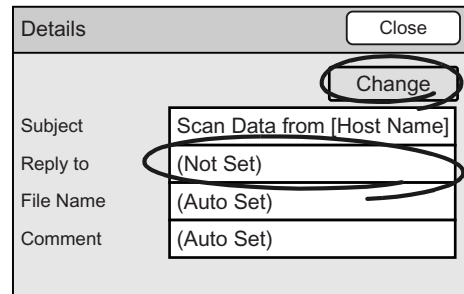 Details Close
Change
Subject Scan Data from [Host Name]
Reply to (Not Set)
File Name (Auto Set)
Comment (Auto Set)